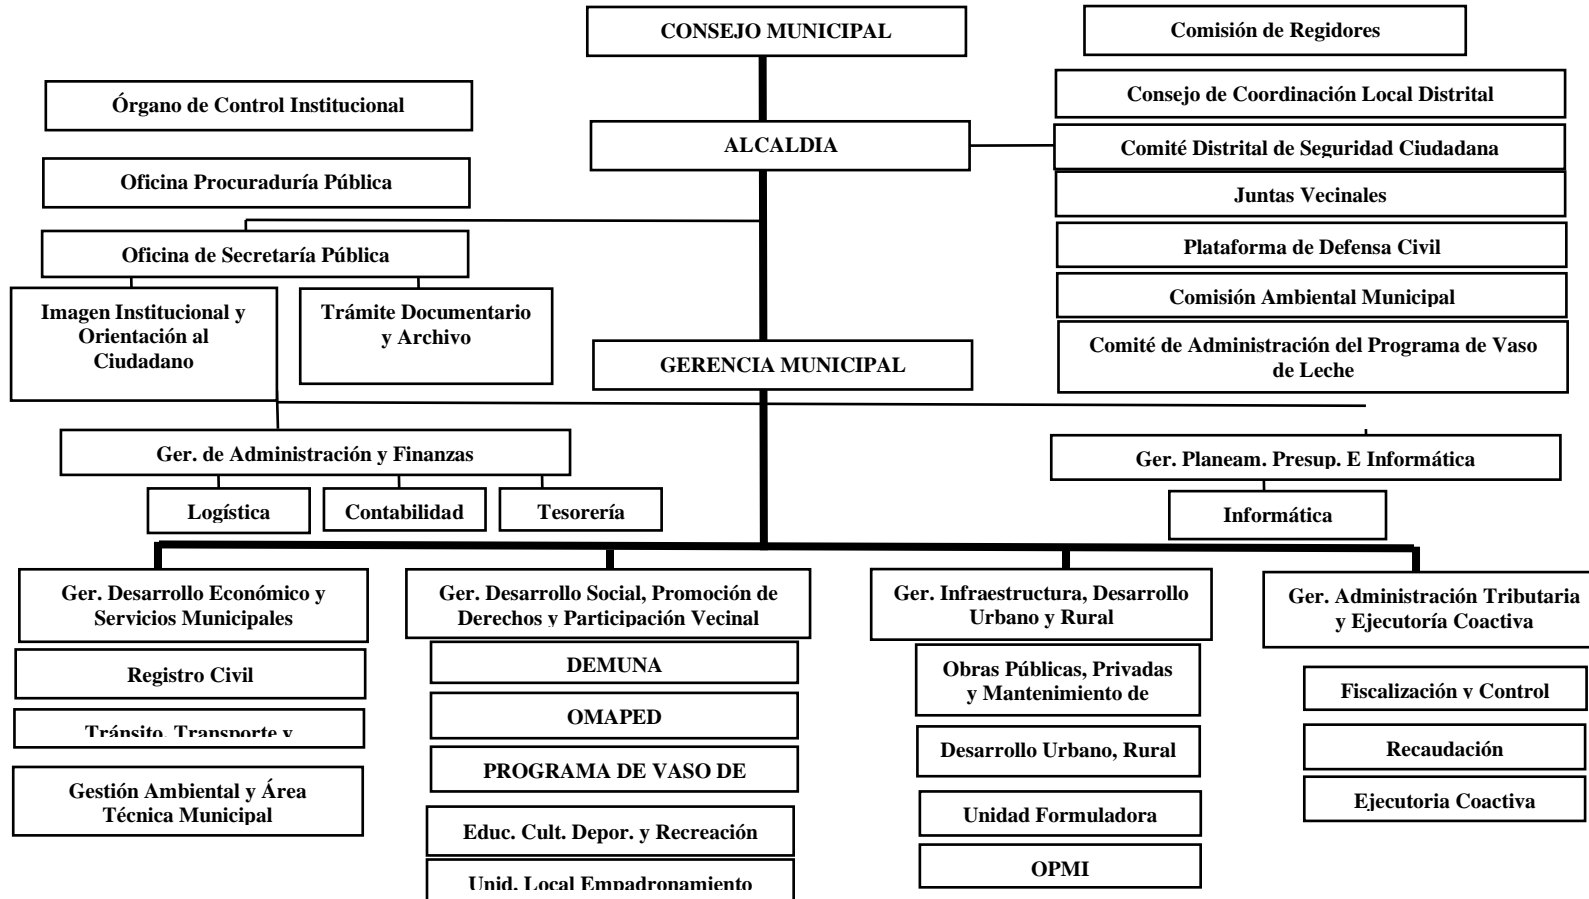 CONSEJO MUNICIPAL
Comisión de Regidores
Órgano de Control Institucional
Consejo de Coordinación Local Distrital
ALCALDIA
Comité Distrital de Seguridad Ciudadana
Oficina Procuraduría Pública
Juntas Vecinales
Oficina de Secretaría Pública
Plataforma de Defensa Civil
Imagen Institucional y
Orientación al
Ciudadano
Trámite Documentario
y Archivo
Comisión Ambiental Municipal
GERENCIA MUNICIPAL
Comité de Administración del Programa de Vaso
de Leche
Ger. de Administración y Finanzas
Ger. Planeam. Presup. E Informática
Logística
Contabilidad
Tesorería
Informática
Ger. Desarrollo Económico y
Servicios Municipales
Registro Civil
Tránsito, Transporte y
Gestión Ambiental y Área
Técnica Municipal
Ger. Desarrollo Social, Promoción de
Derechos y Participación Vecinal
DEMUNA
OMAPED
PROGRAMA DE VASO DE
Educ. Cult. Depor. y Recreación
Unid. Local Empadronamiento
Ger. Infraestructura, Desarrollo
Urbano y Rural
Obras Públicas, Privadas
y Mantenimiento de
Desarrollo Urbano, Rural
Unidad Formuladora
OPMI
Ger. Administración Tributaria
y Ejecutoría Coactiva
Fiscalización y Control
Recaudación
Ejecutoria Coactiva